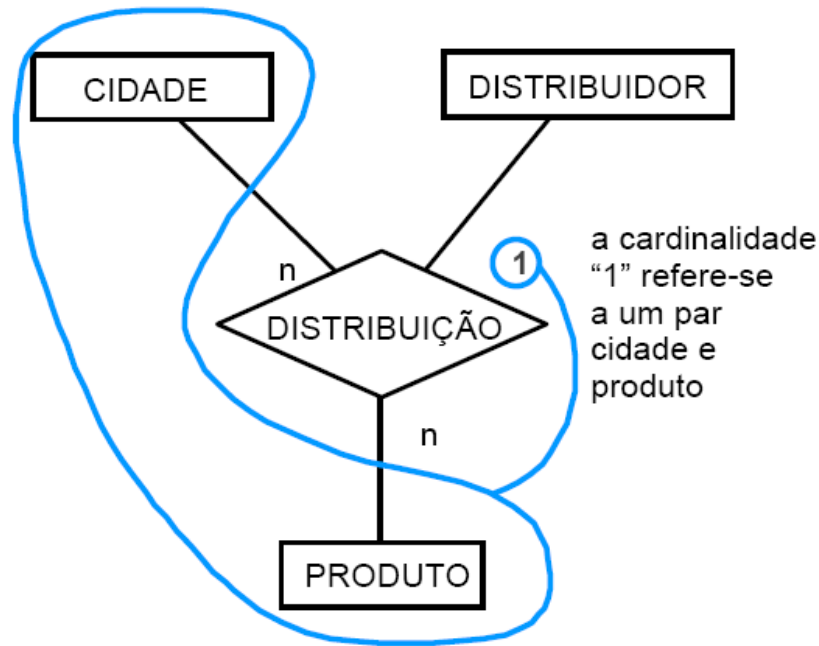 CIDADE
DISTRIBUIDOR
n
1
a cardinalidade
“1” refere-se
a um par
cidade e
produto
DISTRIBUIÇÃO
n
PRODUTO